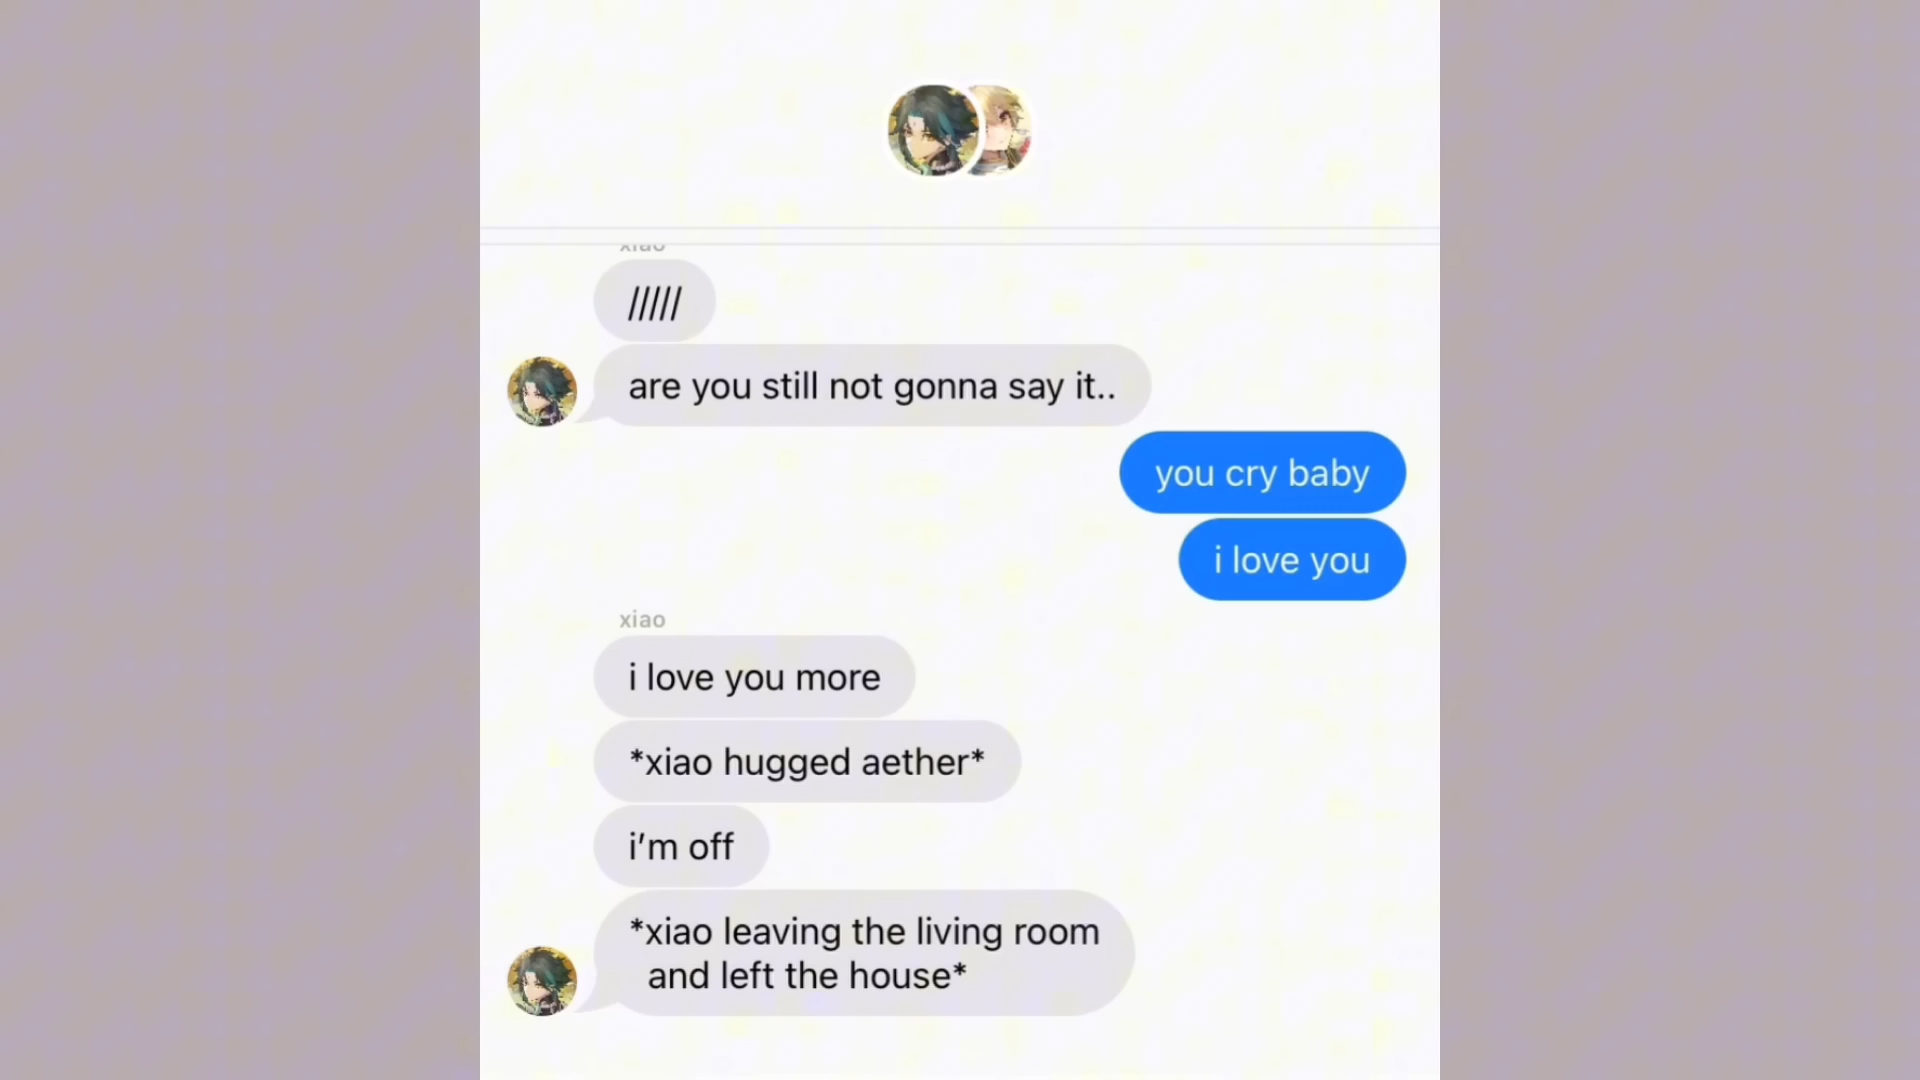 xiao
/////
are you still not gonna say it..
you cry baby
i love you
xiao
i love you more
*xiao hugged aether*
i'm off
*xiao leaving the living room
and left the house*